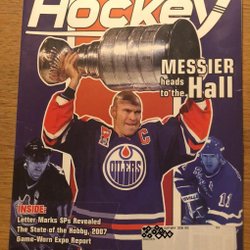 Hockey
MESSIER
heads
to the Hall
C
OILERS
11
INSIDE:
Letter Marks SPs Revealed
The State of the Hobby, 2007
Game-Worn Expo Report